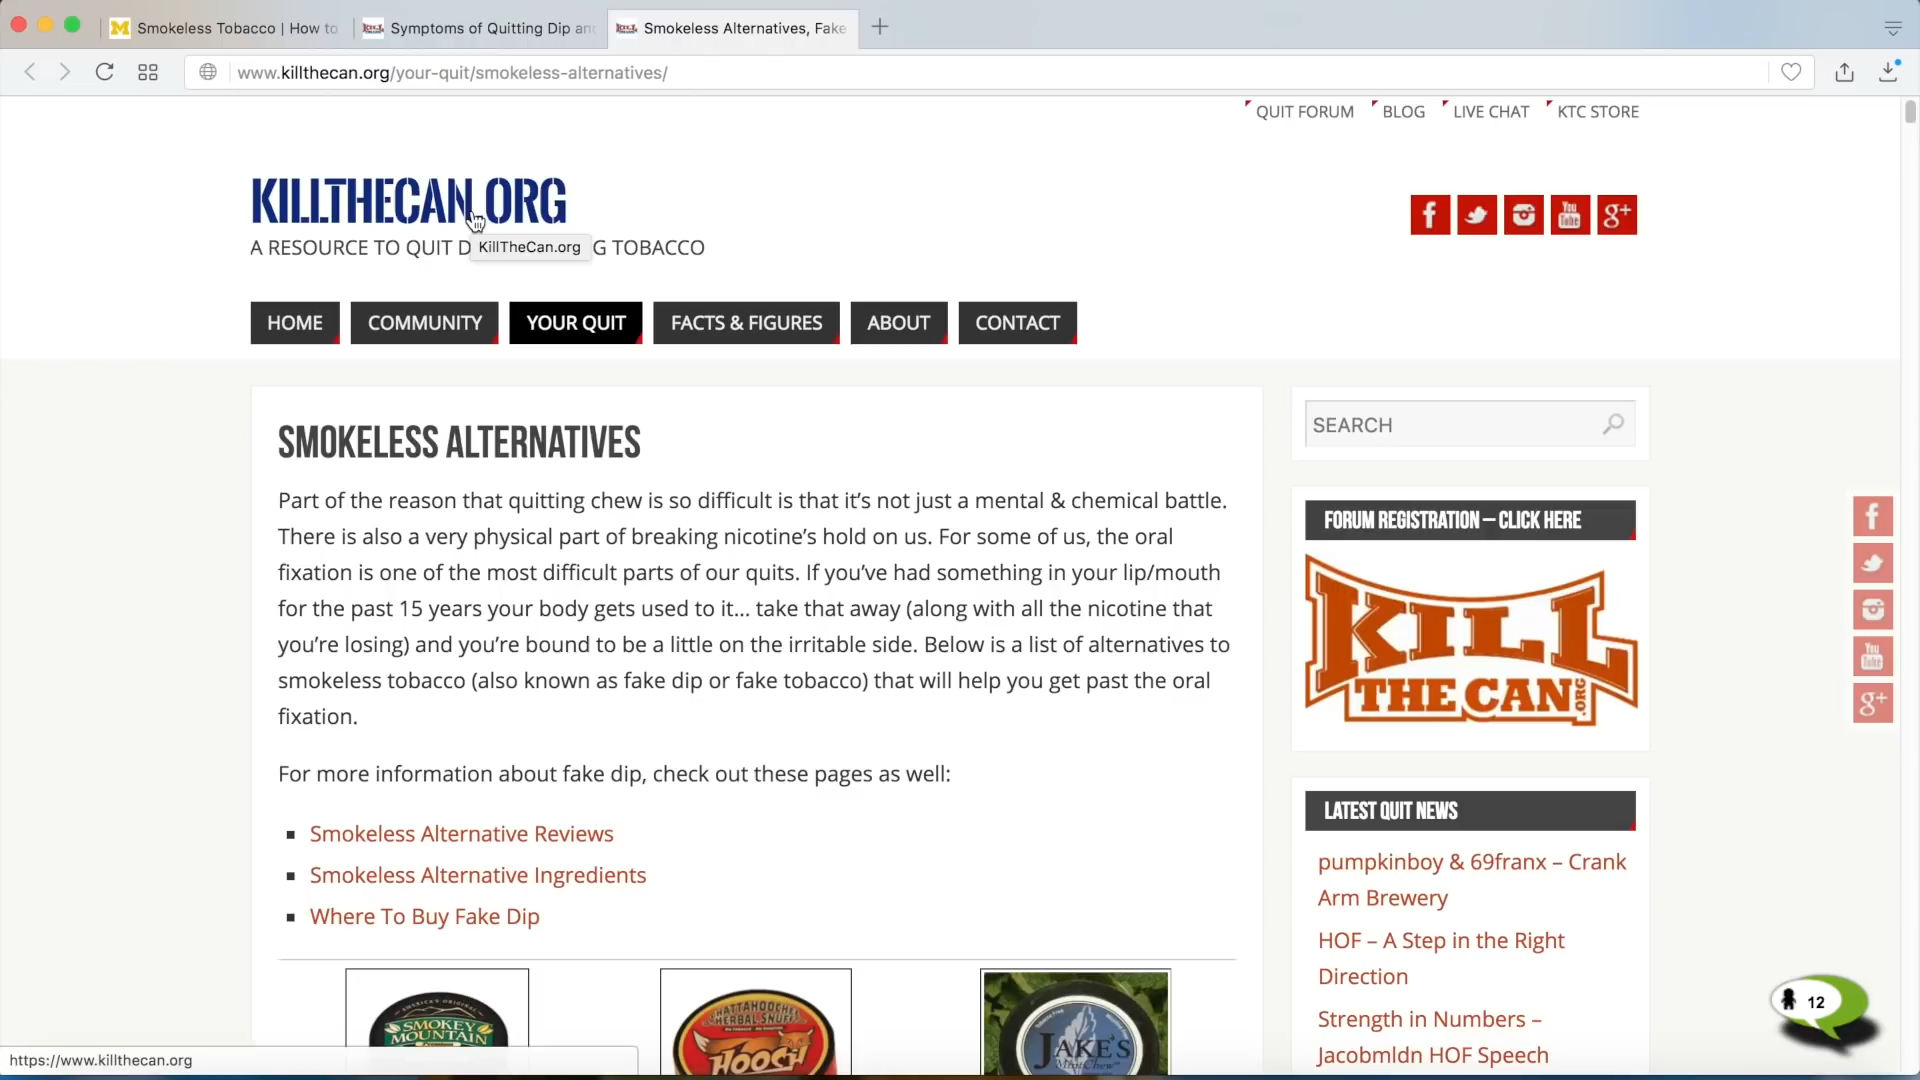 Smokeless Tobacco | How to
Symptoms of Quitting Dip an
Smokeless Alternatives, Fake
www.killthecan.org/your-quit/smokeless-alternatives/
QUIT FORUM
BLOG
LIVE CHAT
KTC STORE
KILLTHECAN.ORG
A RESOURCE TO QUIT D
G TOBACCO
KillTheCan.org
HOME
COMMUNITY
YOUR QUIT
FACTS & FIGURES
ABOUT
CONTACT
SMOKELESS ALTERNATIVES
Part of the reason that quitting chew is so difficult is that it’s not just a mental & chemical battle.
There is also a very physical part of breaking nicotine’s hold on us. For some of us, the oral
fixation is one of the most difficult parts of our quits. If you’ve had something in your lip/mouth
for the past 15 years your body gets used to it… take that away (along with all the nicotine that
you’re losing) and you’re bound to be a little on the irritable side. Below is a list of alternatives to
smokeless tobacco (also known as fake dip or fake tobacco) that will help you get past the oral
fixation.
For more information about fake dip, check out these pages as well:
Smokeless Alternative Reviews
Smokeless Alternative Ingredients
Where To Buy Fake Dip
AMERICA'S ORIGINAL
SMOKEY
MOUNTAIN
CHATTAHOOCHEE
HERBAL SNUFF
HOOCH
JAKE'S
Mint Chew
SEARCH
FORUM REGISTRATION – CLICK HERE
KILL
THE CAN
.ORG
LATEST QUIT NEWS
pumpkinboy & 69franx – Crank
Arm Brewery
HOF – A Step in the Right
Direction
Strength in Numbers –
Jacobmldn HOF Speech
You
Tube
g+
You
Tube
g+
12
https://www.killthecan.org